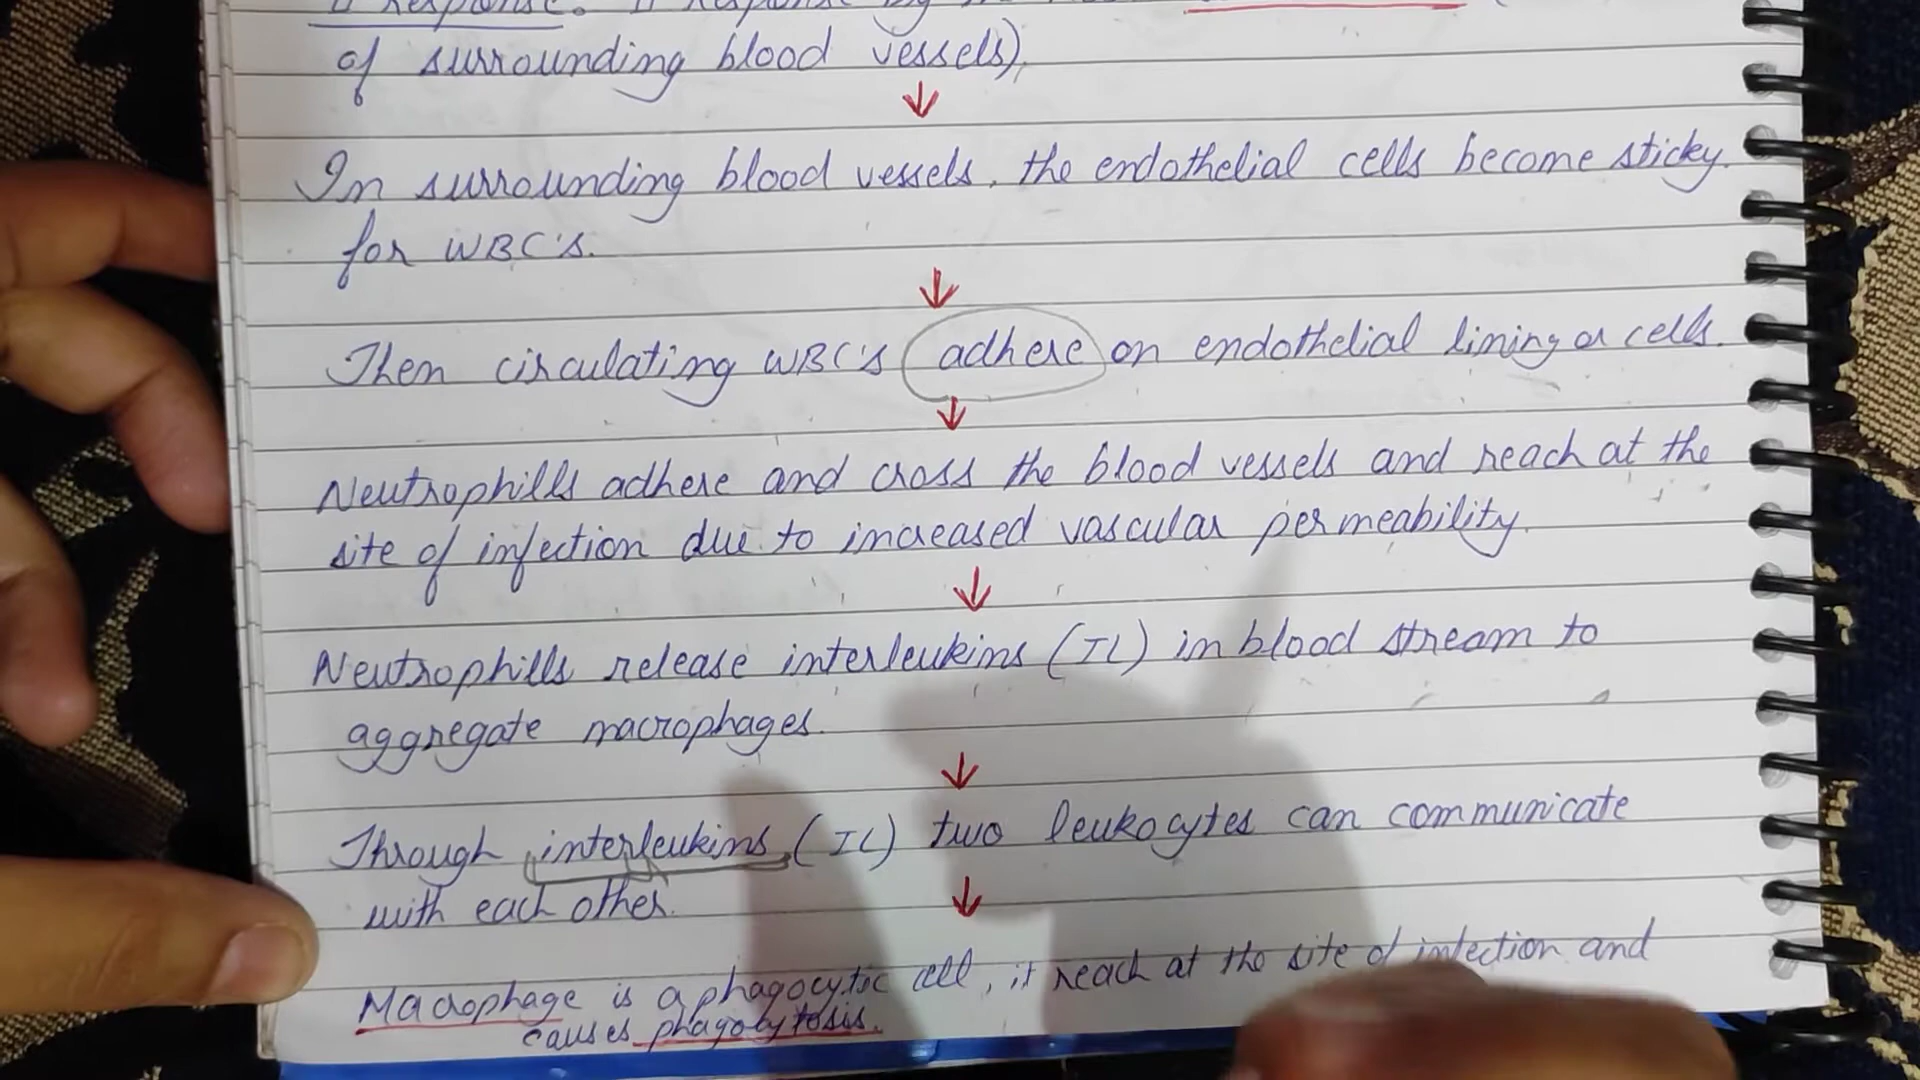 of surrounding blood vessels).
↓
In surrounding blood vessels, the endothelial cells become sticky.
for WBC's.
↓
Then circulating WBC's adhere on endothelial lining or cells.
↓
Neutrophills adhere and cross the blood vessels and reach at the
site of infection due to increased vascular permeability.
↓
Neutrophills release interleukins (IL) in blood stream to
aggregate macrophages.
↓
Through interleukins (IL) two leukocytes can communicate
with each other.
↓
Macrophage is a phagocytic cell, it reach at the site of infection and
causes phagocytosis.